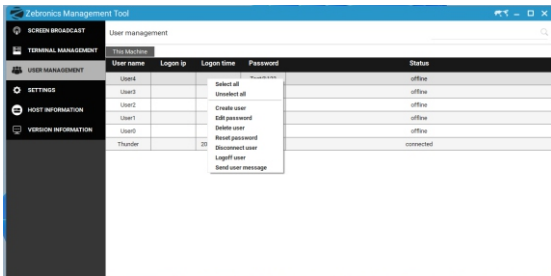 Zebronics Management Tool
SCREEN BROADCAST
TERMINAL MANAGEMENT
USER MANAGEMENT
SETTINGS
HOST INFORMATION
VERSION INFORMATION
User management
This Machine
User name Logon ip Logon time Password Status
User4 offline
User3 offline
User2 offline
User1 offline
User0 offline
Thunder 20 connected
Select all
Unselect all
Create user
Edit password
Delete user
Reset password
Disconnect user
Logoff user
Send user message